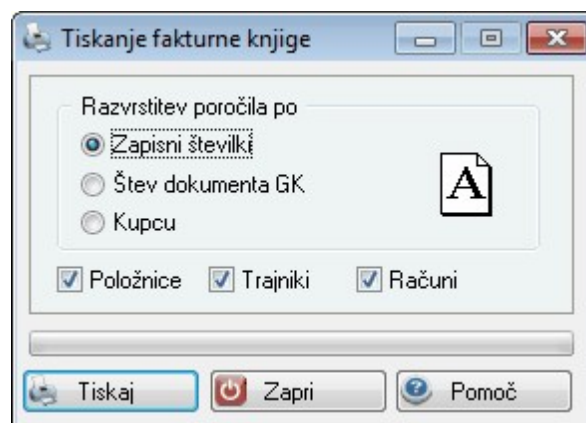 Tiskanje fakturne knjige
Razvrstitev poročila po
Zapisni številki
Štev dokumenta GK
Kupcu
A
Položnice Trajniki Računi
Tiskaj Zapri Pomoč